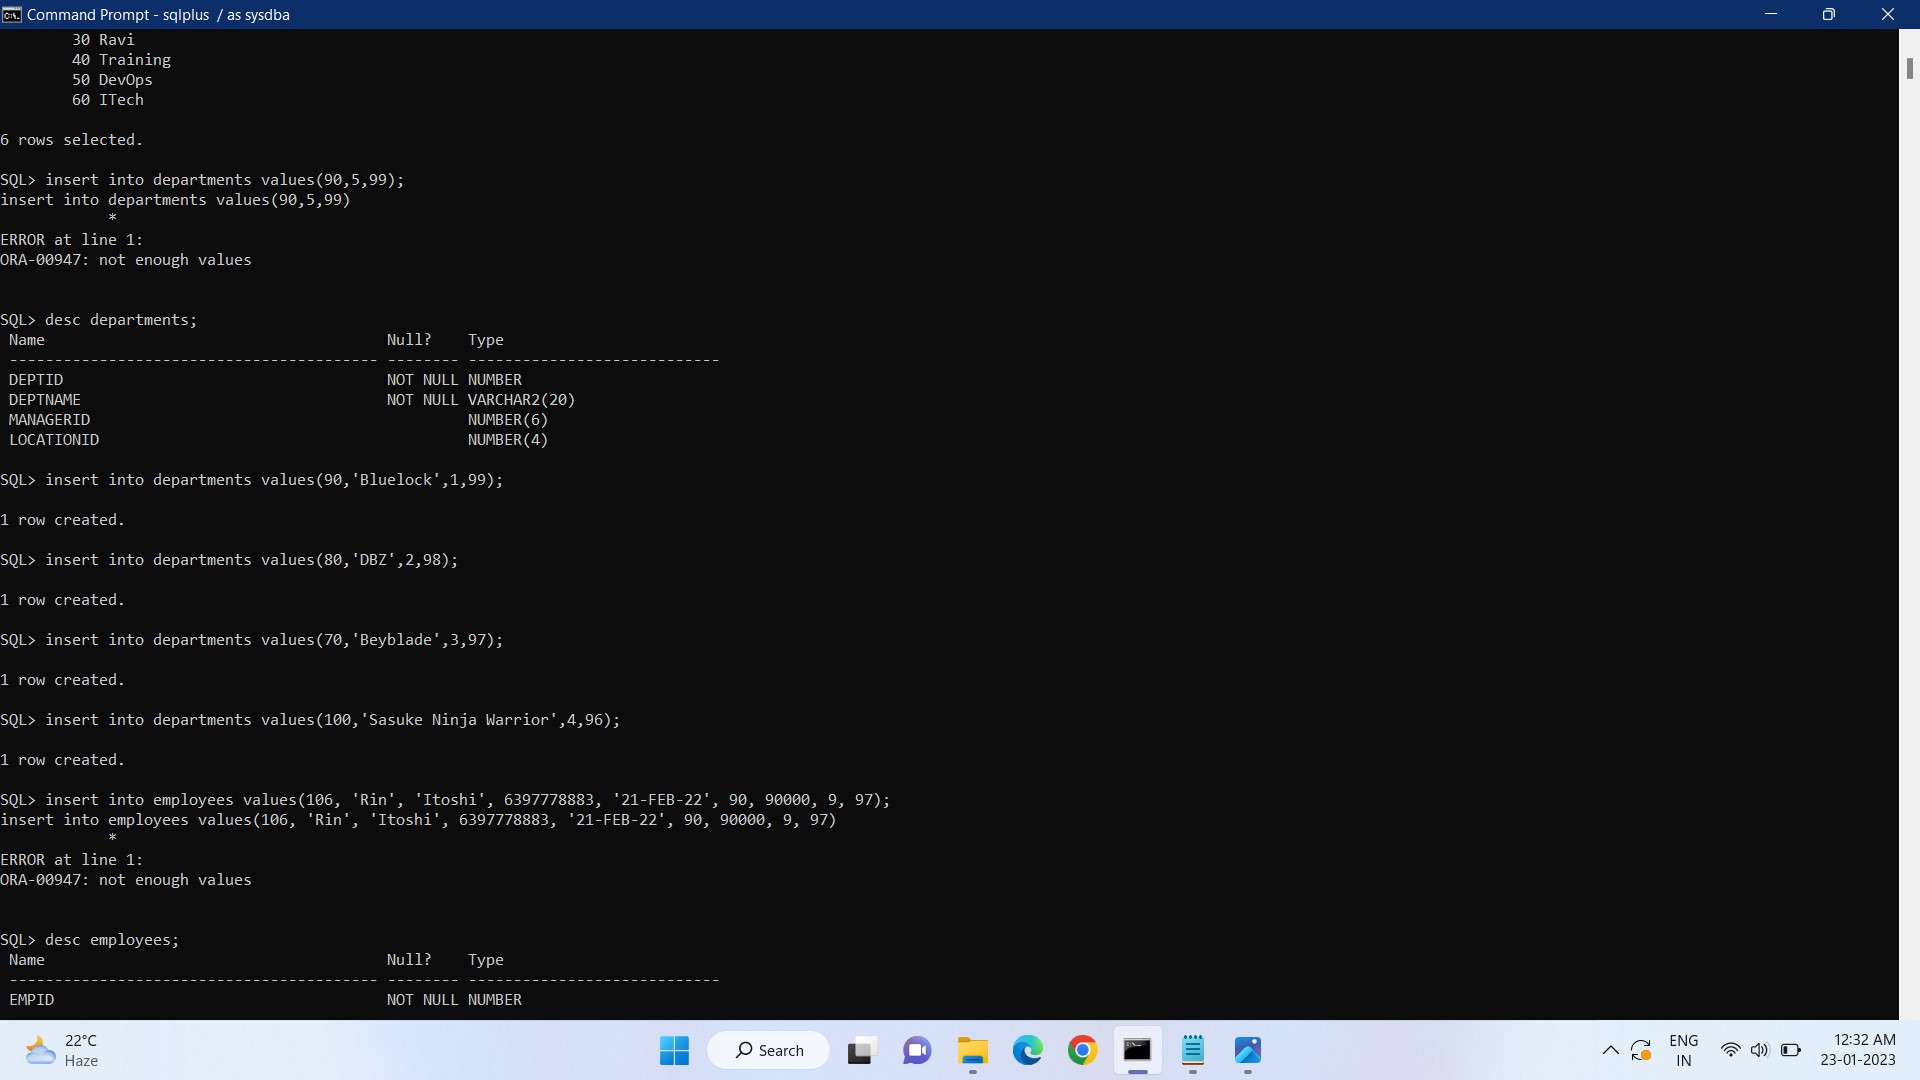 Command Prompt - sqlplus  / as sysdba
        30 Ravi
        40 Training
        50 DevOps
        60 ITech
6 rows selected.
SQL> insert into departments values(90,5,99);
insert into departments values(90,5,99)
            *
ERROR at line 1:
ORA-00947: not enough values
SQL> desc departments;
 Name                                      Null?    Type
 ----------------------------------------- -------- ----------------------------
 DEPTID                                    NOT NULL NUMBER
 DEPTNAME                                  NOT NULL VARCHAR2(20)
 MANAGERID                                          NUMBER(6)
 LOCATIONID                                         NUMBER(4)
SQL> insert into departments values(90,'Bluelock',1,99);
1 row created.
SQL> insert into departments values(80,'DBZ',2,98);
1 row created.
SQL> insert into departments values(70,'Beyblade',3,97);
1 row created.
SQL> insert into departments values(100,'Sasuke Ninja Warrior',4,96);
1 row created.
SQL> insert into employees values(106, 'Rin', 'Itoshi', 6397778883, '21-FEB-22', 90, 90000, 9, 97);
insert into employees values(106, 'Rin', 'Itoshi', 6397778883, '21-FEB-22', 90, 90000, 9, 97)
            *
ERROR at line 1:
ORA-00947: not enough values
SQL> desc employees;
 Name                                      Null?    Type
 ----------------------------------------- -------- ----------------------------
 EMPID                                     NOT NULL NUMBER
22°C
Haze
Search
ENG
IN
12:32 AM
23-01-2023